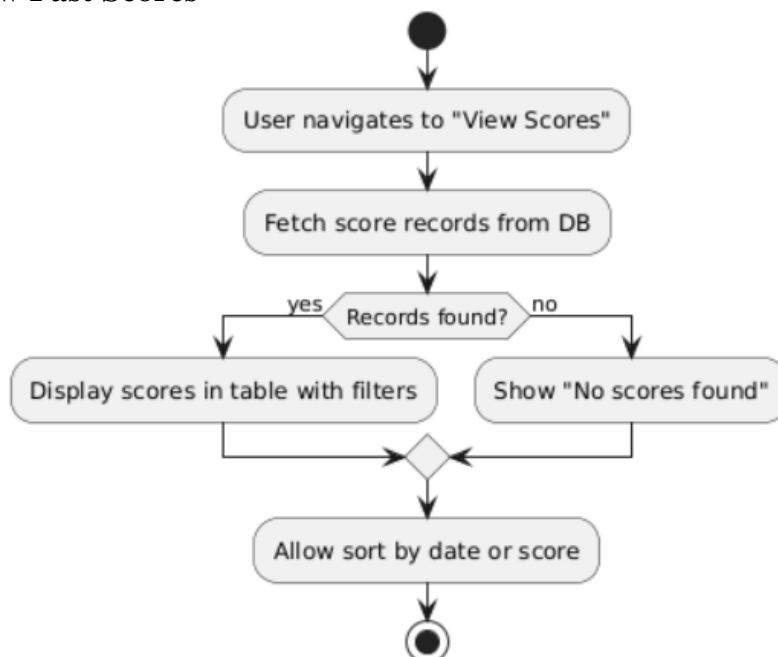 Past Scores
User navigates to "View Scores"
Fetch score records from DB
yes
Records found?
no
Display scores in table with filters
Show "No scores found"
Allow sort by date or score